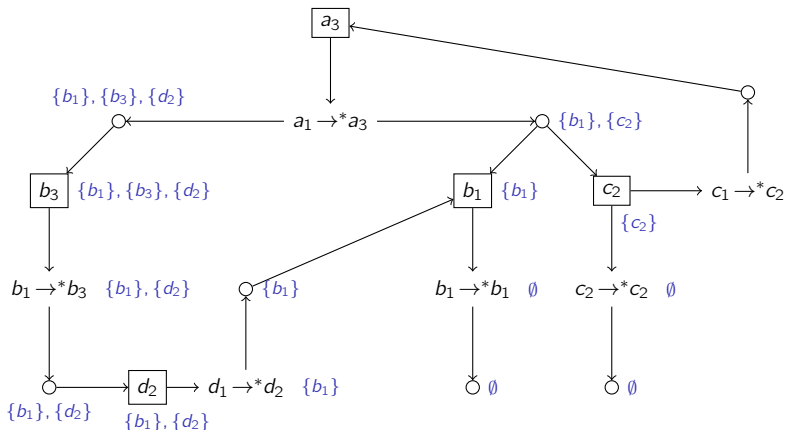 a₃
{b₁}, {b₃}, {d₂}
a₁ →* a₃
{b₁}, {c₂}
b₃ {b₁}, {b₃}, {d₂}
b₁ {b₁}
c₂
c₁ →* c₂
{c₂}
b₁ →* b₃ {b₁}, {d₂}
{b₁}
b₁ →* b₁ ∅
c₂ →* c₂ ∅
{b₁}, {d₂}
d₂
{b₁}, {d₂}
d₁ →* d₂ {b₁}
∅
∅